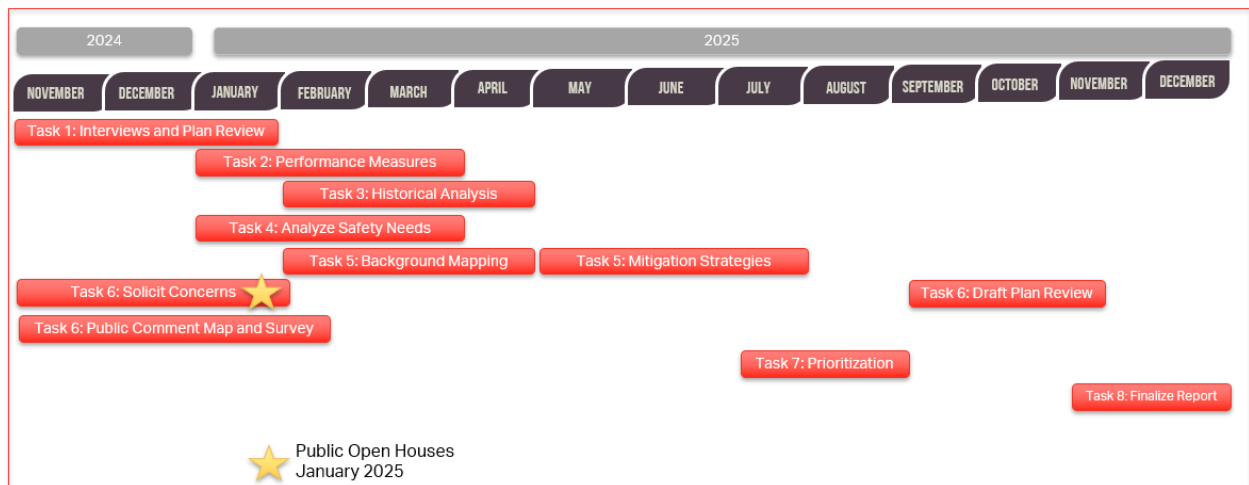 2024
2025
NOVEMBER
DECEMBER
JANUARY
FEBRUARY
MARCH
APRIL
MAY
JUNE
JULY
AUGUST
SEPTEMBER
OCTOBER
NOVEMBER
DECEMBER
Task 1: Interviews and Plan Review
Task 2: Performance Measures
Task 3: Historical Analysis
Task 4: Analyze Safety Needs
Task 5: Background Mapping
Task 5: Mitigation Strategies
Task 6: Solicit Concerns
Task 6: Draft Plan Review
Task 6: Public Comment Map and Survey
Task 7: Prioritization
Task 8: Finalize Report
Public Open Houses
January 2025